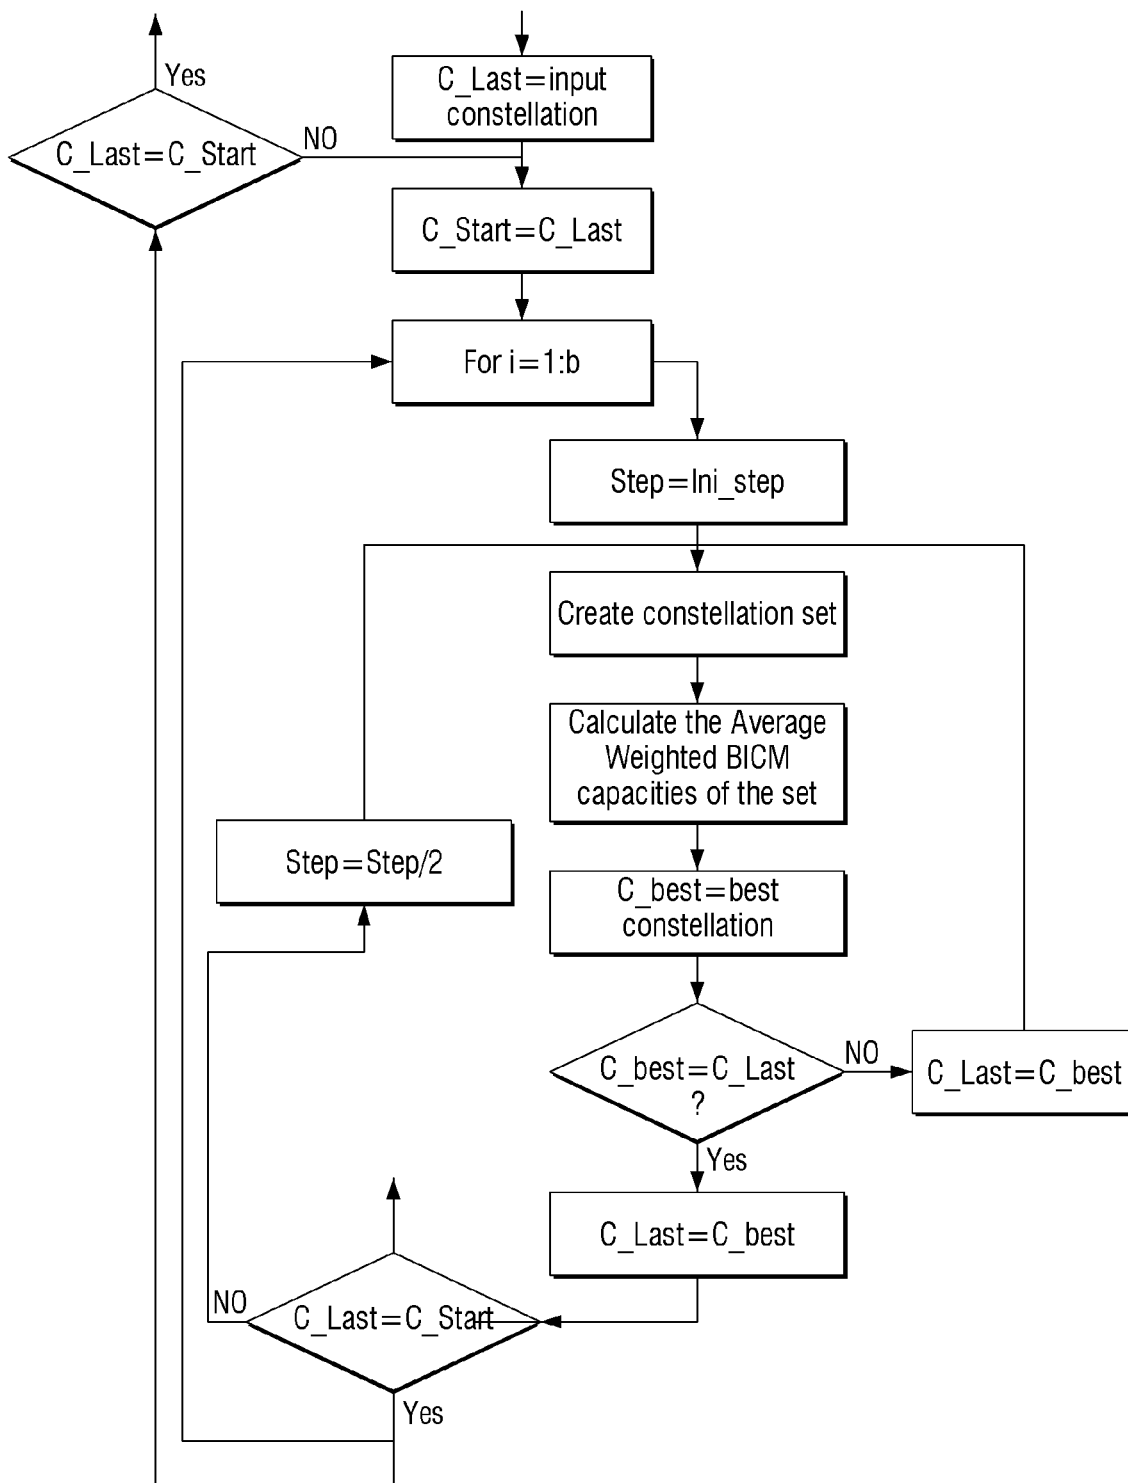 C_Last=input
constellation
Yes
C_Last=C_Start
NO
C_Start=C_Last
For i=1:b
Step=Ini_step
Create constellation set
Calculate the Average
Weighted BICM
capacities of the set
Step=Step/2
C_best=best
constellation
C_best=C_Last
?
NO
C_Last=C_best
Yes
C_Last=C_best
NO
C_Last=C_Start
Yes